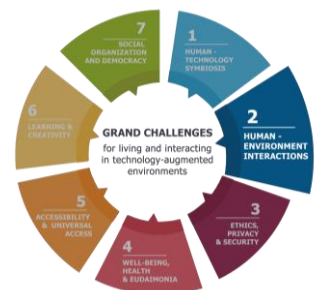 GRAND CHALLENGES
for living and interacting
in technology-augmented
environments
1
HUMAN -
TECHNOLOGY
SYMBIOSIS
2
HUMAN -
ENVIRONMENT
INTERACTIONS
3
ETHICS,
PRIVACY
& SECURITY
4
WELL-BEING,
HEALTH
& EUDAIMONIA
5
ACCESSIBILITY
& UNIVERSAL
ACCESS
6
LEARNING &
CREATIVITY
7
SOCIAL
ORGANIZATION
AND DEMOCRACY